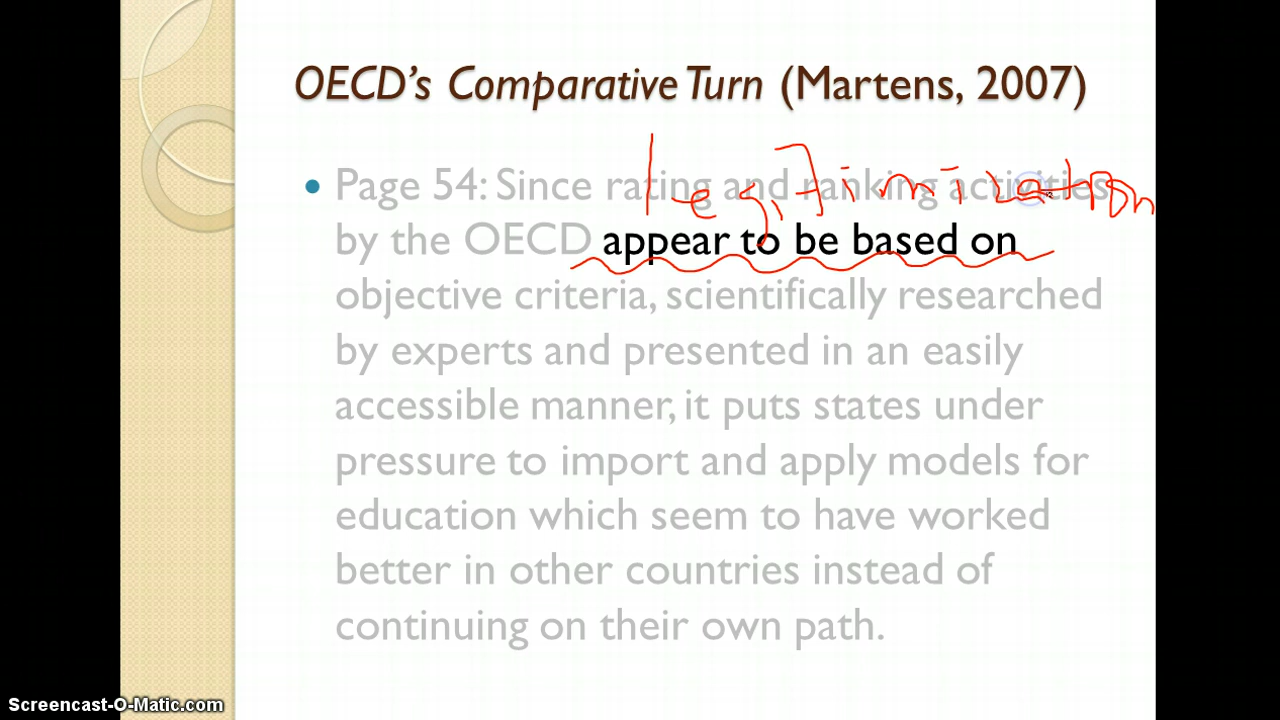 OECD's Comparative Turn (Martens, 2007)
legitimization
• Page 54: Since rating and ranking activities
by the OECD appear to be based on
objective criteria, scientifically researched
by experts and presented in an easily
accessible manner, it puts states under
pressure to import and apply models for
education which seem to have worked
better in other countries instead of
continuing on their own path.
Screencast-O-Matic.com